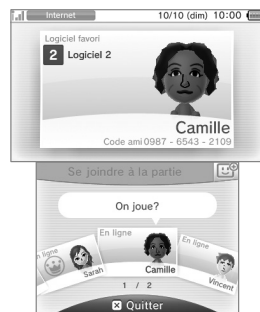 Internet 10/10 (dim) 10:00
Logiciel favori
2 Logiciel 2
Camille
Code ami 0987 - 6543 - 2109
Se joindre à la partie
On joue?
En ligne
En ligne
En ligne
Sarah
Camille
Vincent
1 / 2
X Quitter